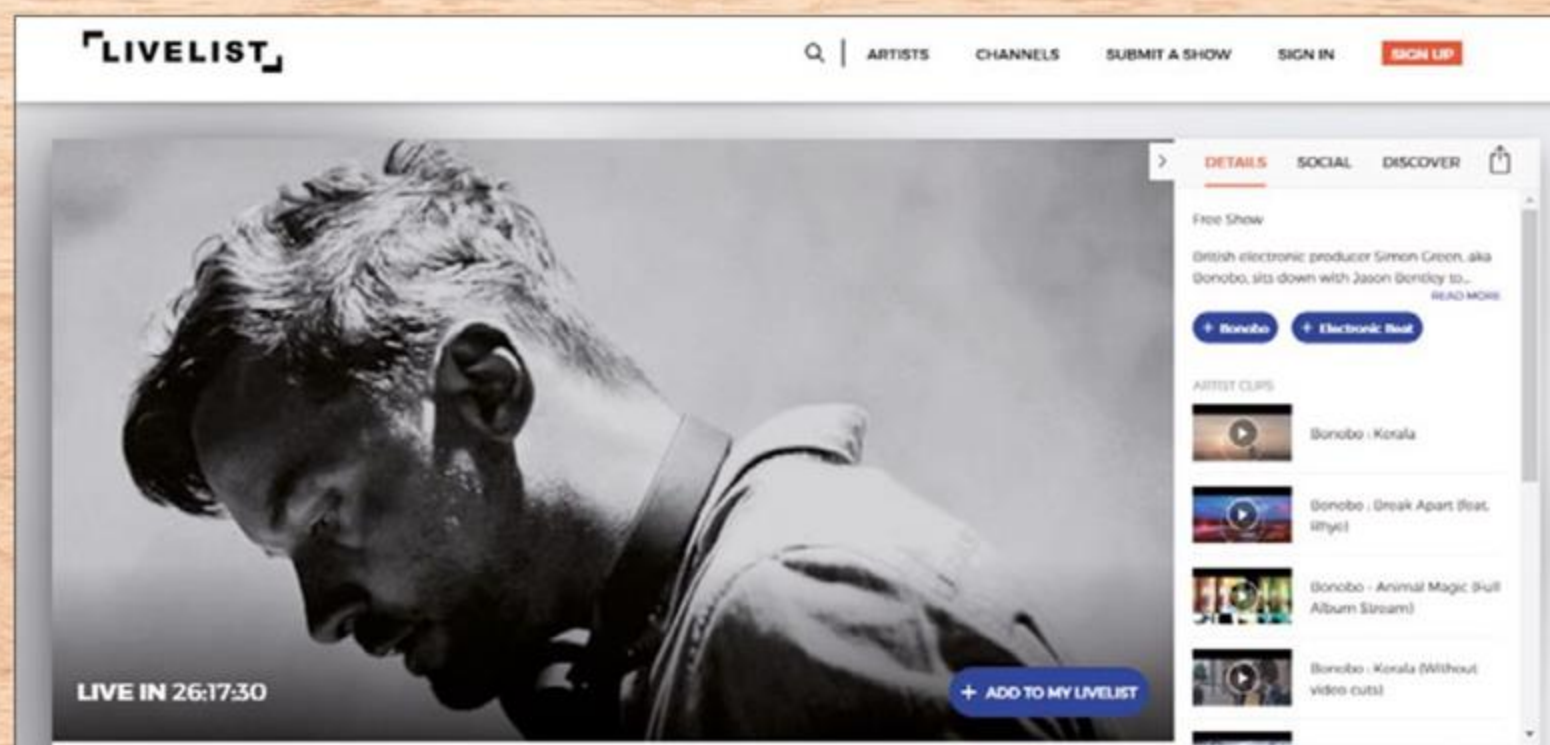 LIVELIST
ARTISTS
CHANNELS
SUBMIT A SHOW
SIGN IN
SIGN UP
DETAILS
SOCIAL
DISCOVER
Free Show
British electronic producer Simon Green, aka
Bonobo, sits down with Jason Bentley to...
READ MORE
+ Bonobo
+ Electronic Beat
ARTIST CLIPS
Bonobo : Kerala
Bonobo : Break Apart (feat.
Rhye)
Bonobo - Animal Magic (Full
Album Stream)
Bonobo : Kerala (Without
video cuts)
LIVE IN 26:17:30
+ ADD TO MY LIVELIST